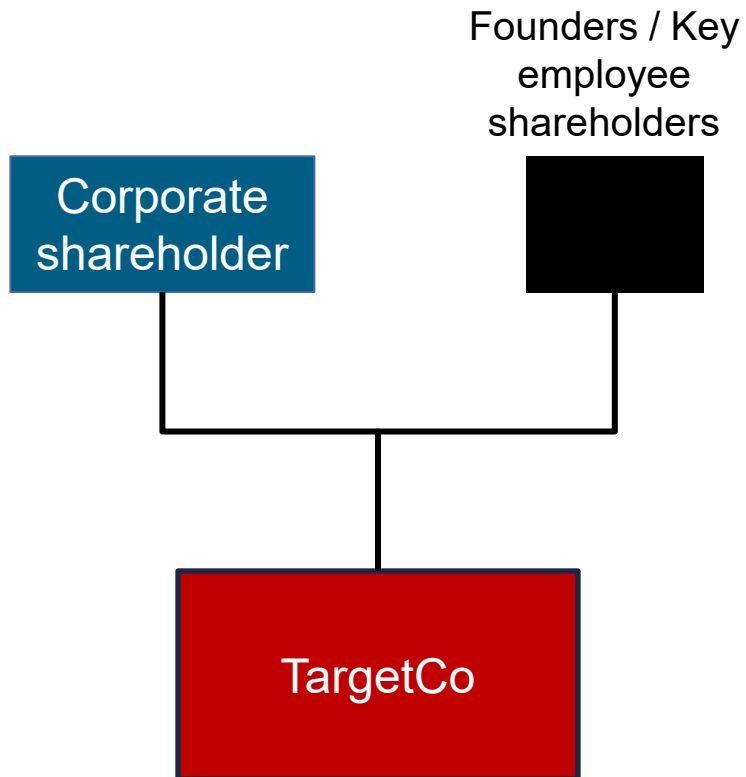 Founders / Key
employee
shareholders
Corporate
shareholder
TargetCo